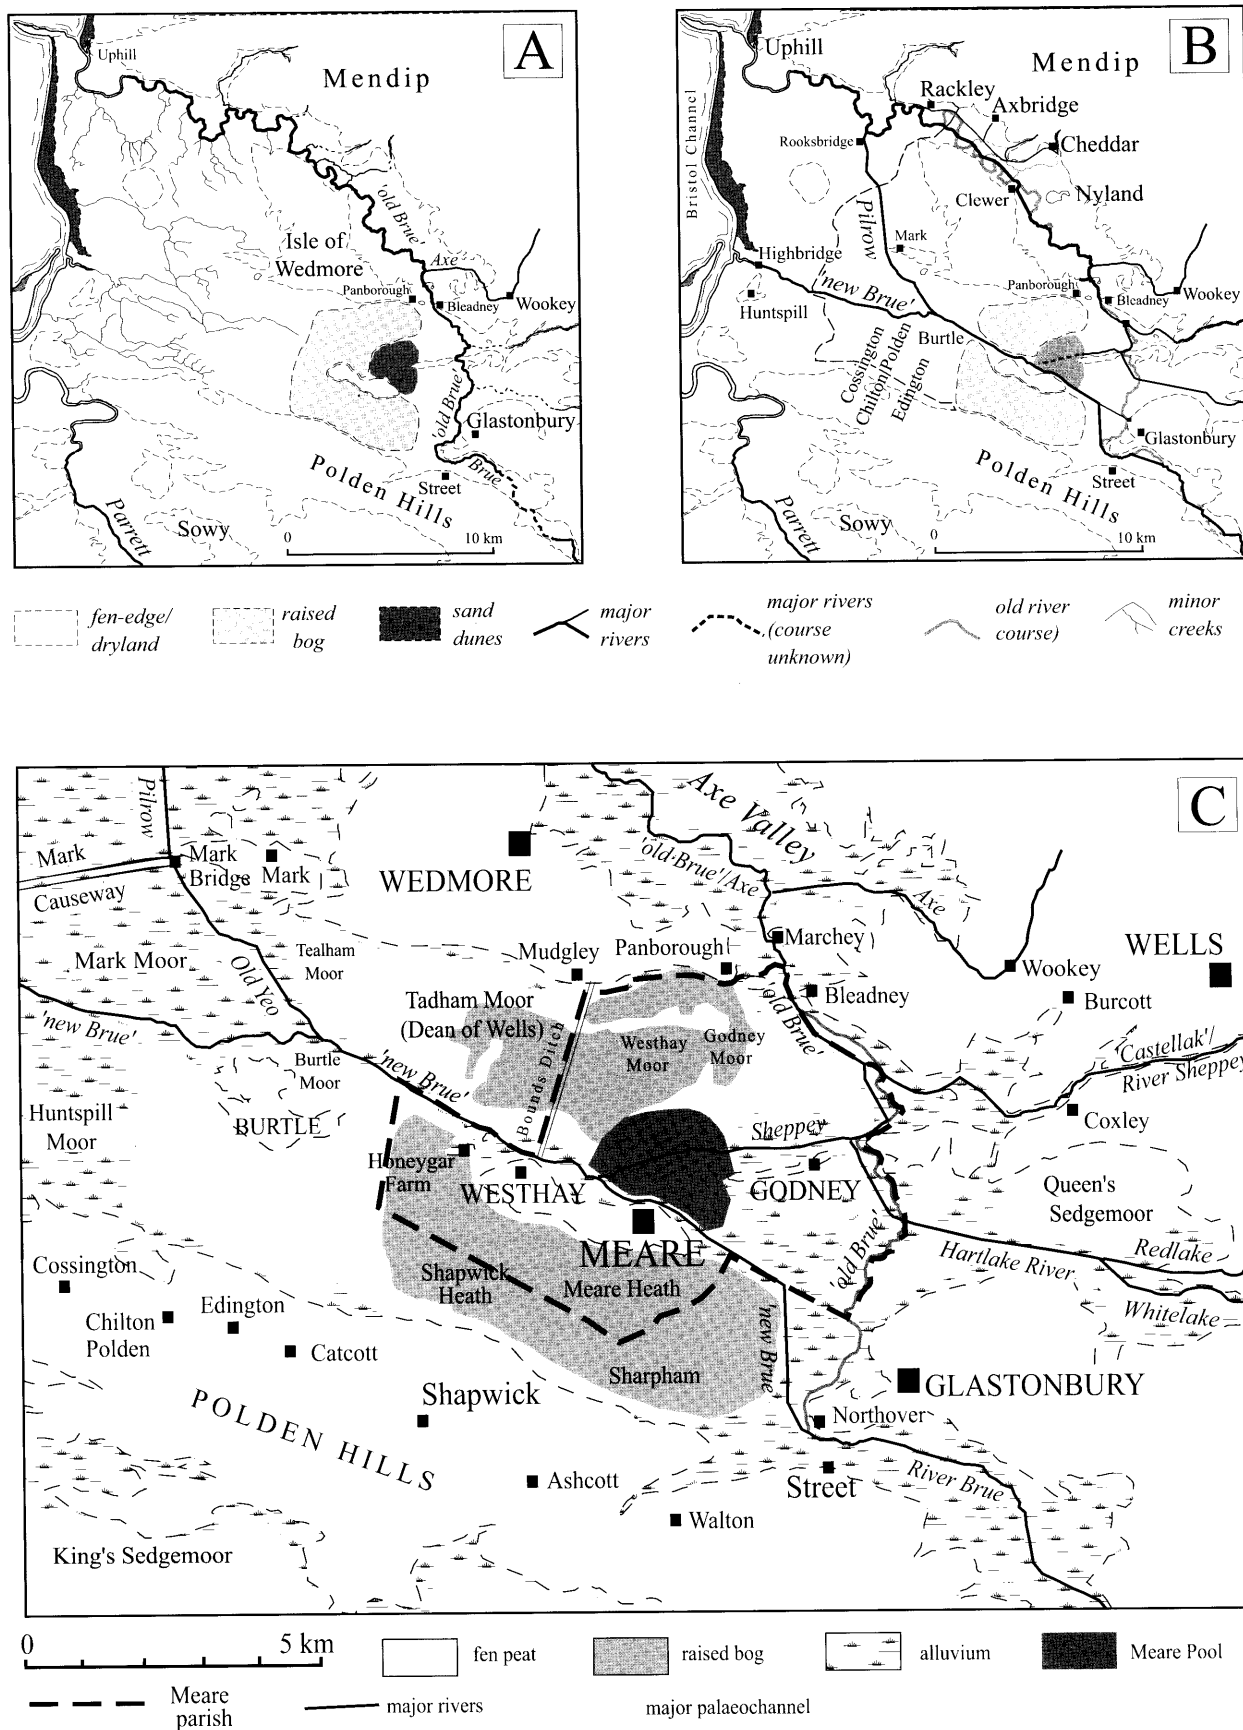 A
Uphill
Mendip
'old Brue'
Isle of
Wedmore
Axe
Panborough
Bleadney
Wookey
'old Brue'
Glastonbury
Brue
Street
Polden Hills
Parrett
Sowy
0
10 km
B
Uphill
Mendip
Rackley
Axbridge
Bristol Channel
Rooksbridge
Cheddar
Clewer
Nyland
Pilrow
Mark
Highbridge
Panborough
Bleadney
Wookey
'new Brue'
Huntspill
Burtle
Cossington
Chilton Polden
Edington
Glastonbury
Street
Polden Hills
Parrett
Sowy
0
10 km
fen-edge/
dryland
raised
bog
sand
dunes
major
rivers
major rivers
(course
unknown)
old river
course)
minor
creeks
C
Pilrow
Axe Valley
Mark
Causeway
Mark
Bridge
Mark
WEDMORE
'old Brue'/Axe
Axe
Mark Moor
Old Yeo
Tealham
Moor
Mudgley
Panborough
Marchey
Wookey
WELLS
Bleadney
Burcott
'new Brue'
Tadham Moor
(Dean of Wells)
Bounds Ditch
Westhay
Moor
Godney
Moor
'old Brue'
'Castellak'/
River Sheppey
Burtle
Moor
'new Brue'
Huntspill
Moor
BURTLE
Sheppey
Coxley
Honeygar
Farm
WESTHAY
GODNEY
Queen's
Sedgemoor
MEARE
'old Brue'
Hartlake River
Redlake
Whitelake
Cossington
Shapwick
Heath
Meare Heath
Chilton
Polden
Edington
Catcott
'new Brue'
Sharpham
GLASTONBURY
Shapwick
POLDEN HILLS
Northover
River Brue
Ashcott
Street
Walton
King's Sedgemoor
0
5 km
fen peat
raised bog
alluvium
Meare Pool
Meare
parish
major rivers
major palaeochannel